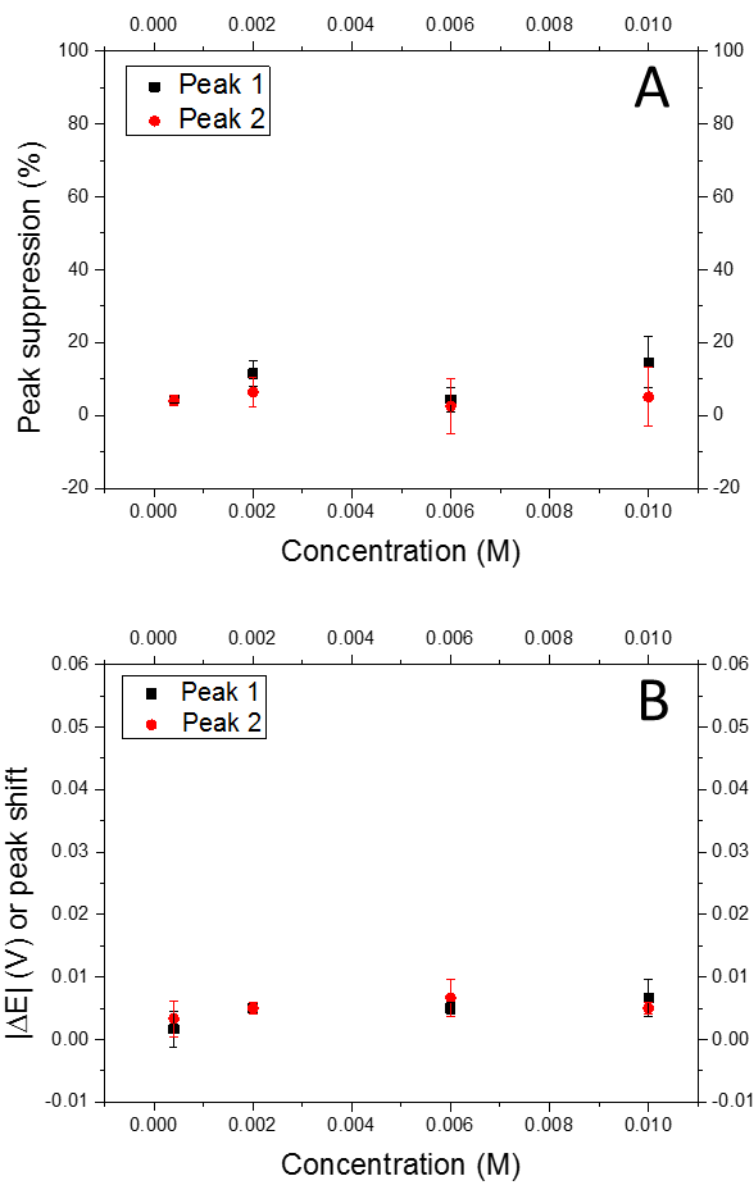 0.000 0.002 0.004 0.006 0.008 0.010
100 100
Peak 1
Peak 2
A
80 80
60 60
40 40
20 20
0 0
-20 -20
Peak suppression (%)
0.000 0.002 0.004 0.006 0.008 0.010
Concentration (M)
0.000 0.002 0.004 0.006 0.008 0.010
0.06 0.06
Peak 1
Peak 2
B
0.05 0.05
0.04 0.04
0.03 0.03
0.02 0.02
0.01 0.01
0.00 0.00
-0.01 -0.01
|ΔE| (V) or peak shift
0.000 0.002 0.004 0.006 0.008 0.010
Concentration (M)